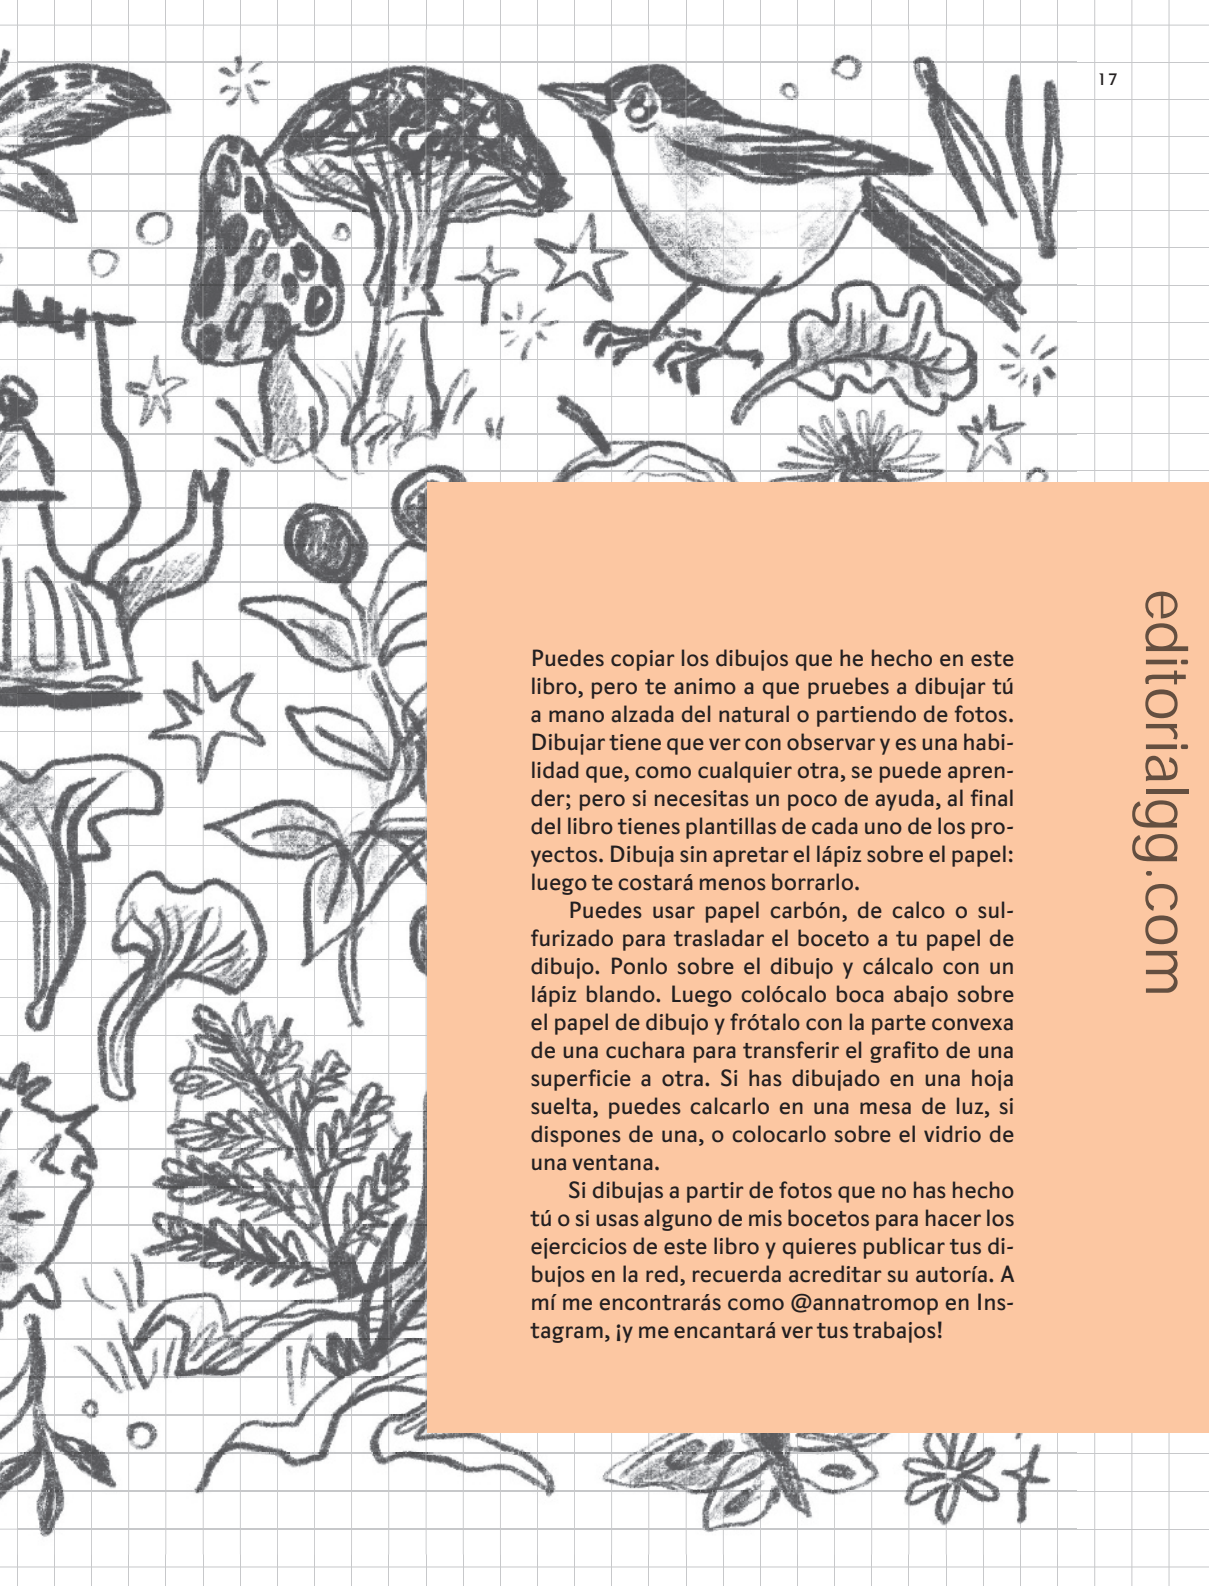 17
Puedes copiar los dibujos que he hecho en este
libro, pero te animo a que pruebes a dibujar tú
a mano alzada del natural o partiendo de fotos.
Dibujar tiene que ver con observar y es una habi-
lidad que, como cualquier otra, se puede apren-
der; pero si necesitas un poco de ayuda, al final
del libro tienes plantillas de cada uno de los pro-
yectos. Dibuja sin apretar el lápiz sobre el papel:
luego te costará menos borrarlo.
Puedes usar papel carbón, de calco o sul-
furizado para trasladar el boceto a tu papel de
dibujo. Ponlo sobre el dibujo y cálcalo con un
lápiz blando. Luego colócalo boca abajo sobre
el papel de dibujo y frótalo con la parte convexa
de una cuchara para transferir el grafito de una
superficie a otra. Si has dibujado en una hoja
suelta, puedes calcarlo en una mesa de luz, si
dispones de una, o colocarlo sobre el vidrio de
una ventana.
Si dibujas a partir de fotos que no has hecho
tú o si usas alguno de mis bocetos para hacer los
ejercicios de este libro y quieres publicar tus di-
bujos en la red, recuerda acreditar su autoría. A
mí me encontrarás como @annatromop en Ins-
tagram, ¡y me encantará ver tus trabajos!
editorialgg.com